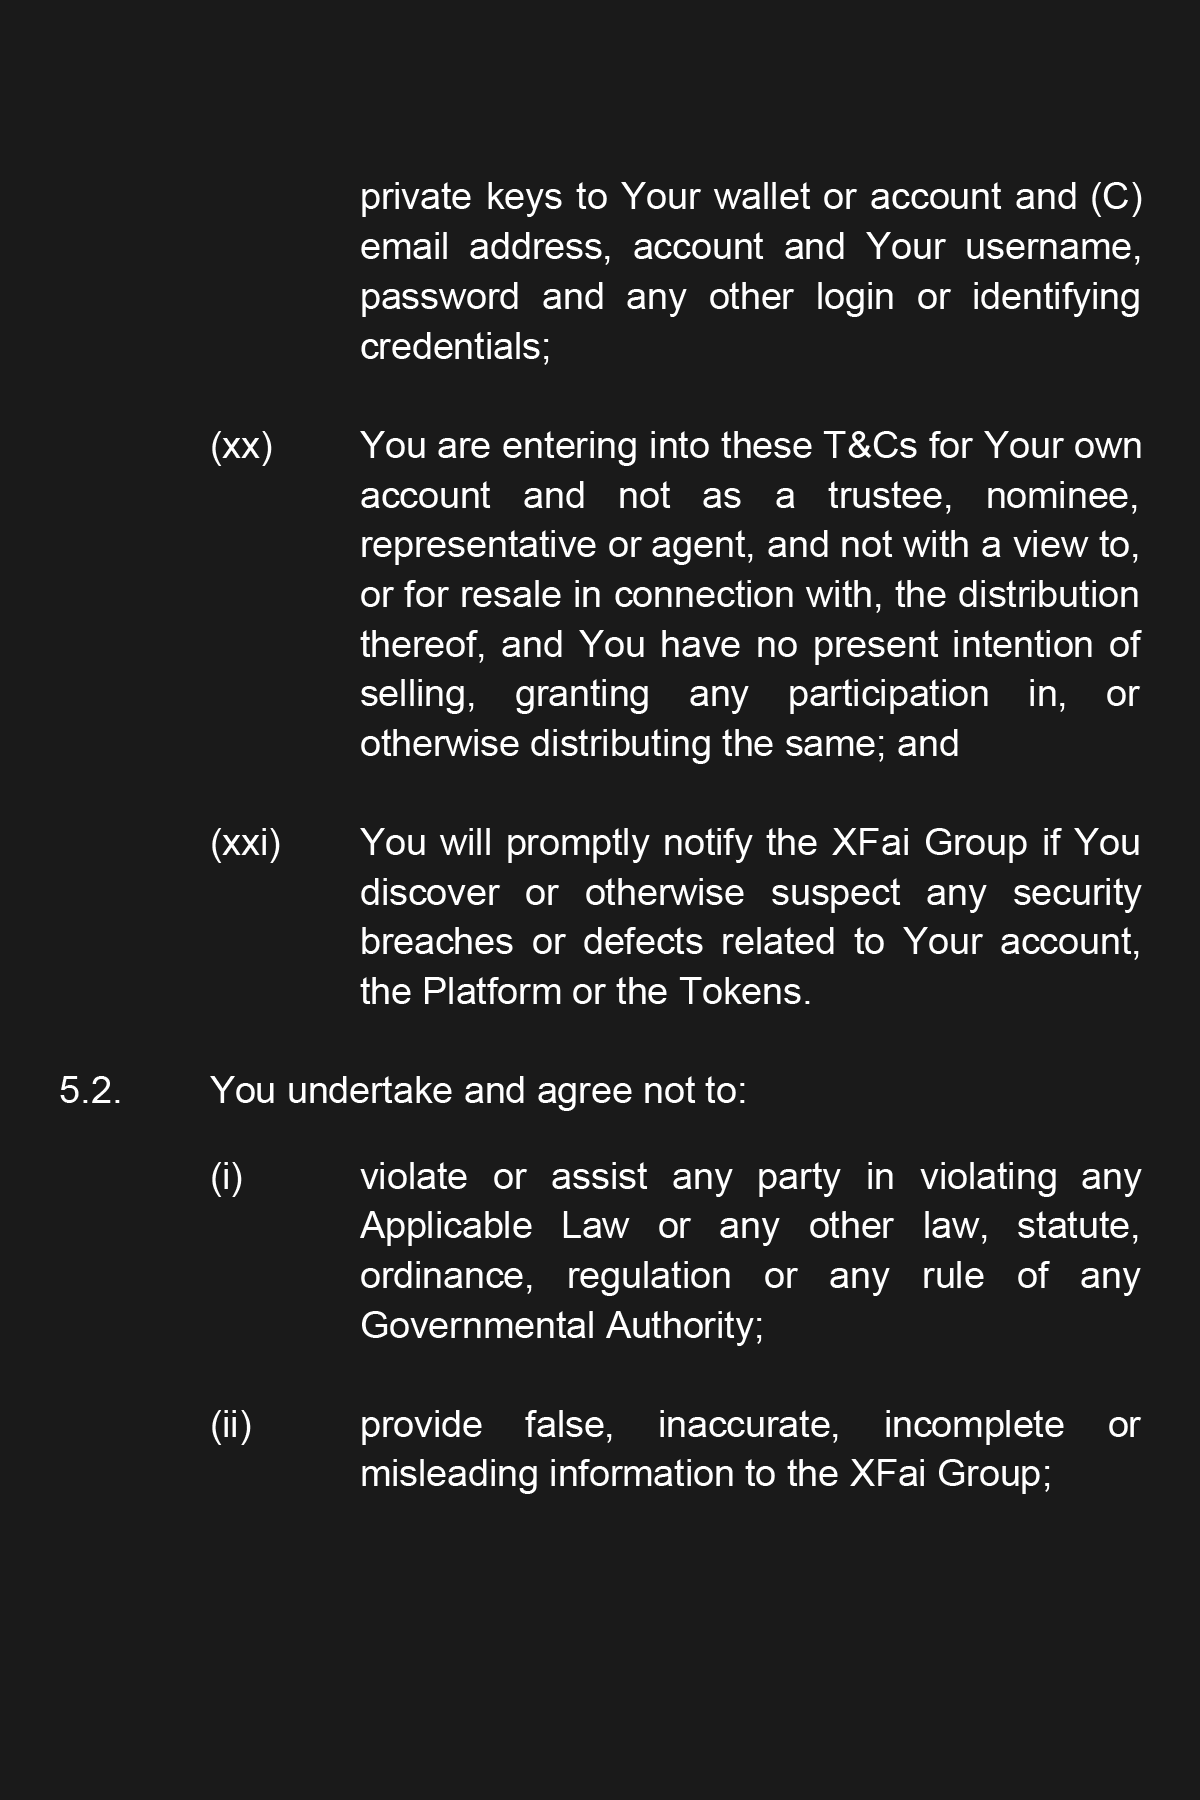 private keys to Your wallet or account and (C)
email address, account and Your username,
password and any other login or identifying
credentials;
(xx) You are entering into these T&Cs for Your own
account and not as a trustee, nominee,
representative or agent, and not with a view to,
or for resale in connection with, the distribution
thereof, and You have no present intention of
selling, granting any participation in, or
otherwise distributing the same; and
(xxi) You will promptly notify the XFai Group if You
discover or otherwise suspect any security
breaches or defects related to Your account,
the Platform or the Tokens.
5.2. You undertake and agree not to:
(i) violate or assist any party in violating any
Applicable Law or any other law, statute,
ordinance, regulation or any rule of any
Governmental Authority;
(ii) provide false, inaccurate, incomplete or
misleading information to the XFai Group;